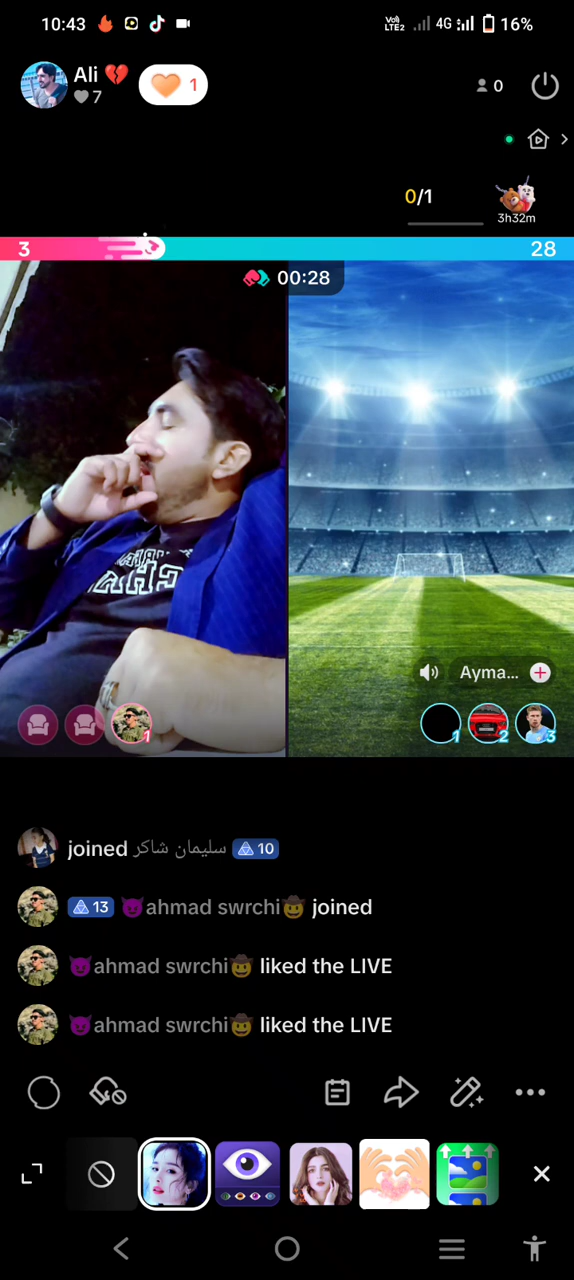 10:43
Vo)) LTE2 4G 16%
Ali 💔
7
🧡 1
0
0/1
3h32m
3 28
00:28
Ayma...
1 1 2 3
joined سليمان شاكر 10
13 😈ahmad swrchi🤠 joined
😈ahmad swrchi🤠 liked the LIVE
😈ahmad swrchi🤠 liked the LIVE